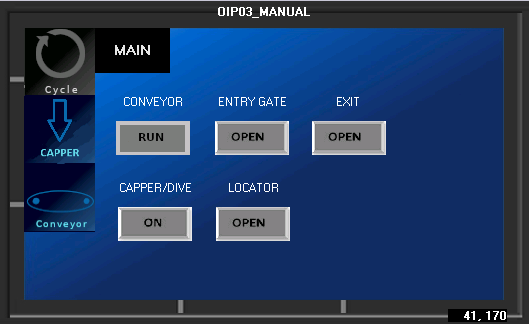 OIP03_MANUAL
MAIN
Cycle
CONVEYOR ENTRY GATE EXIT
RUN OPEN OPEN
CAPPER
CAPPER/DIVE LOCATOR
ON OPEN
Conveyor
41, 170